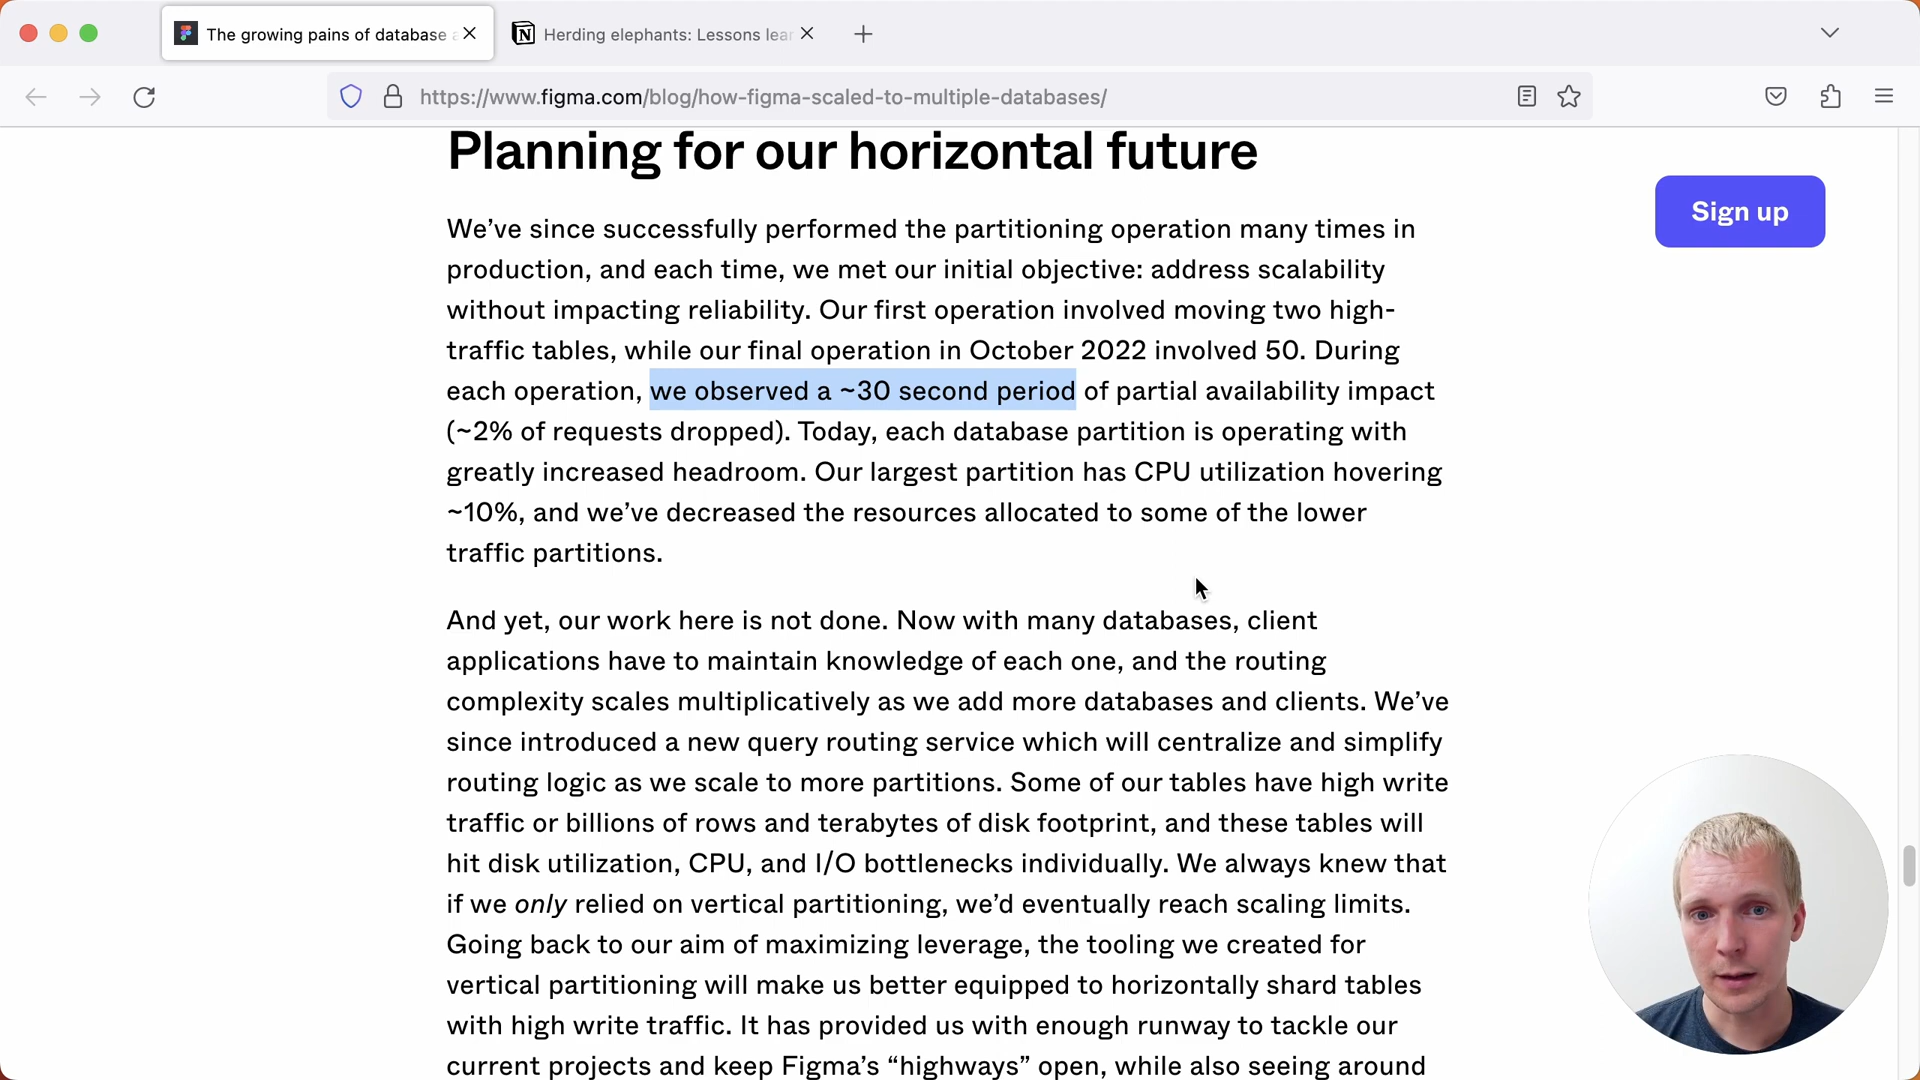 The growing pains of database
Herding elephants: Lessons lear
https://www.figma.com/blog/how-figma-scaled-to-multiple-databases/
Planning for our horizontal future
Sign up
We’ve since successfully performed the partitioning operation many times in
production, and each time, we met our initial objective: address scalability
without impacting reliability. Our first operation involved moving two high-
traffic tables, while our final operation in October 2022 involved 50. During
each operation, we observed a ~30 second period of partial availability impact
(~2% of requests dropped). Today, each database partition is operating with
greatly increased headroom. Our largest partition has CPU utilization hovering
~10%, and we’ve decreased the resources allocated to some of the lower
traffic partitions.
And yet, our work here is not done. Now with many databases, client
applications have to maintain knowledge of each one, and the routing
complexity scales multiplicatively as we add more databases and clients. We’ve
since introduced a new query routing service which will centralize and simplify
routing logic as we scale to more partitions. Some of our tables have high write
traffic or billions of rows and terabytes of disk footprint, and these tables will
hit disk utilization, CPU, and I/O bottlenecks individually. We always knew that
if we only relied on vertical partitioning, we’d eventually reach scaling limits.
Going back to our aim of maximizing leverage, the tooling we created for
vertical partitioning will make us better equipped to horizontally shard tables
with high write traffic. It has provided us with enough runway to tackle our
current projects and keep Figma’s “highways” open, while also seeing around